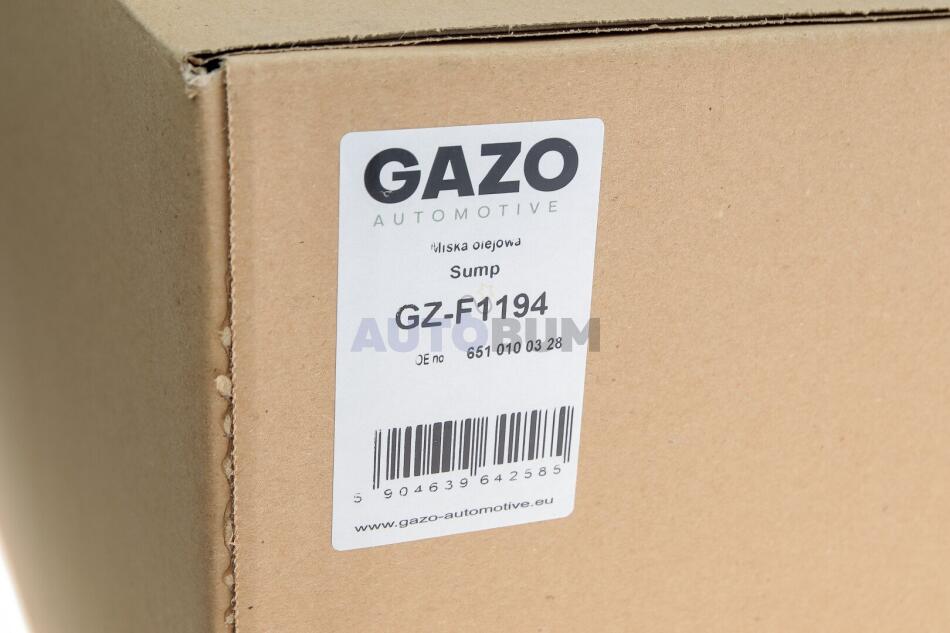 GAZO
AUTOMOTIVE
Miska olejowa
Sump
GZ-F1194
AUTOBUM
OE no 651 010 03 28
5 904639 642585
www.gazo-automotive.eu